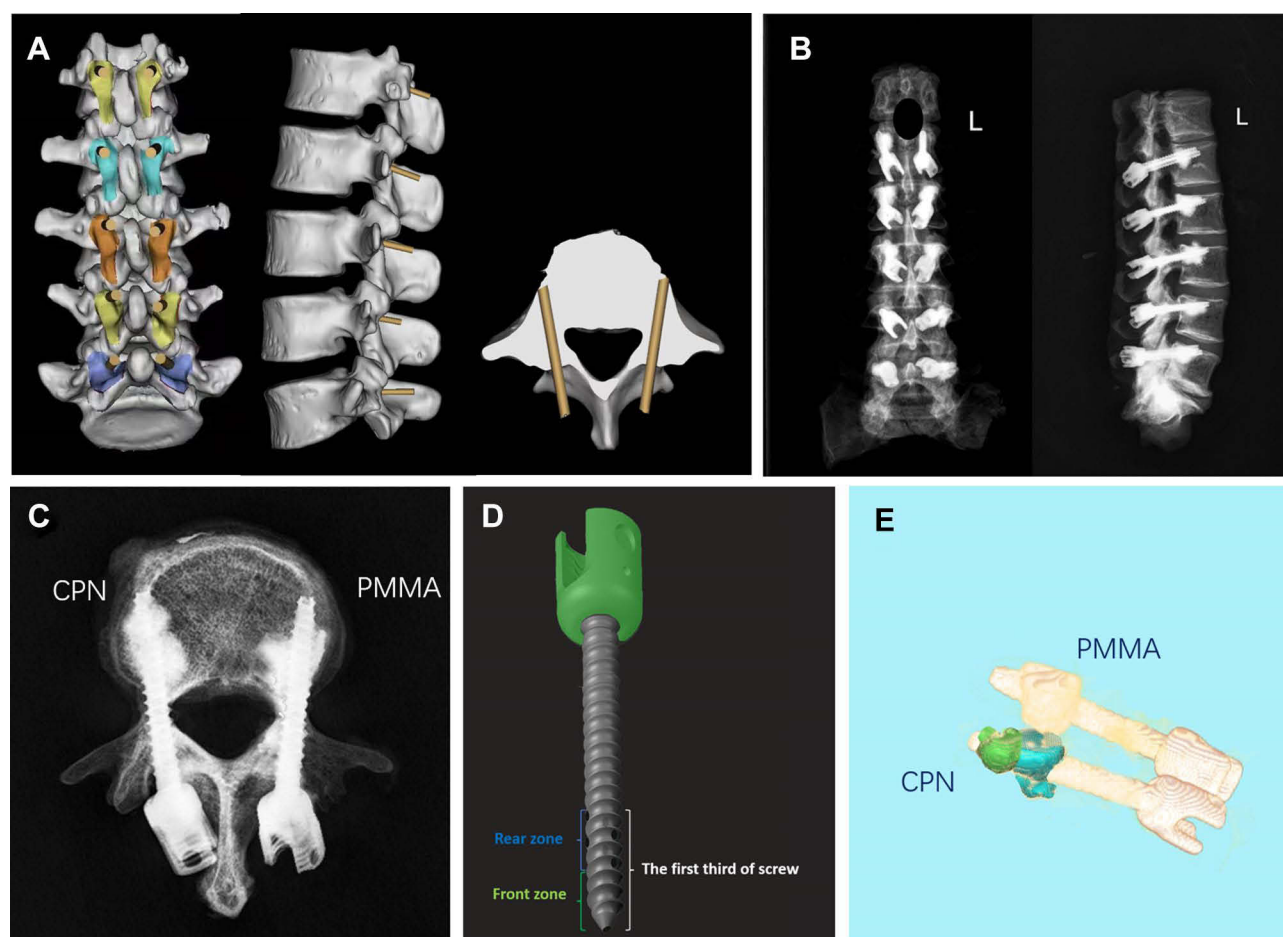 A
B
L
L
C
CPN
PMMA
D
Rear zone
The first third of screw
Front zone
E
PMMA
CPN